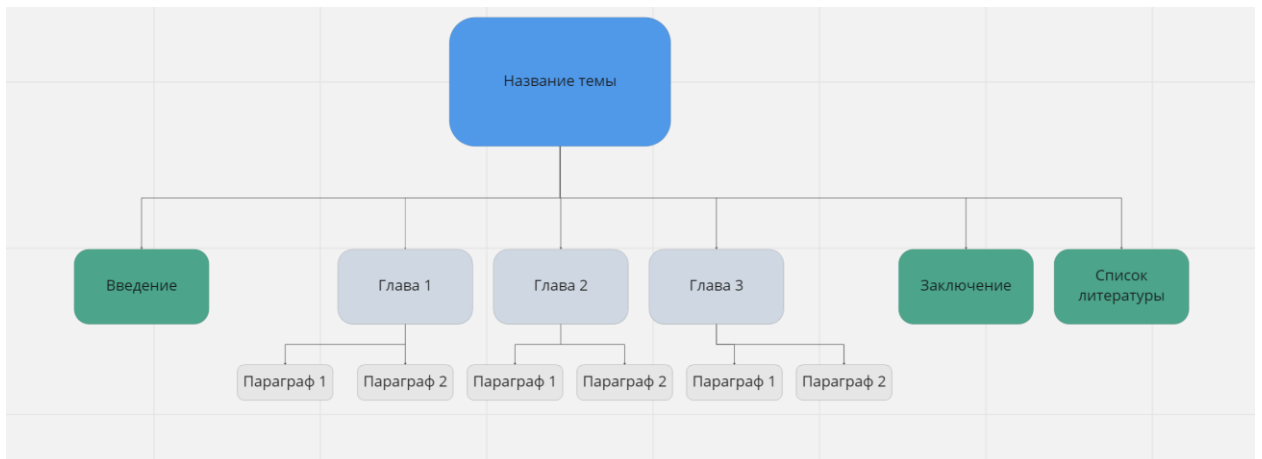 Название темы
Введение
Глава 1
Глава 2
Глава 3
Заключение
Список
литературы
Параграф 1
Параграф 2
Параграф 1
Параграф 2
Параграф 1
Параграф 2